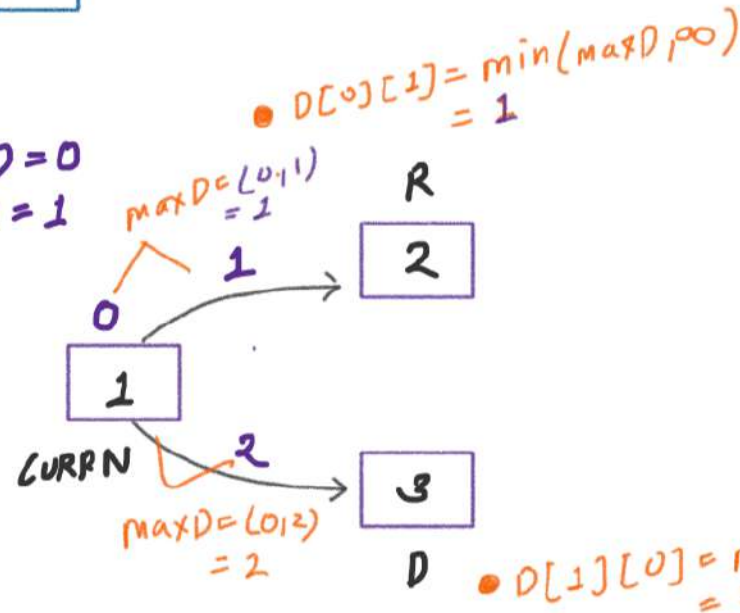 • D[0][1] = min(maxD, ∞)
= 1
= 0
= 1
maxD = (0,1)
= 1
R
1
2
0
1
CURRN
2
3
maxD = (0,2)
= 2
D
• D[1][0] =
=